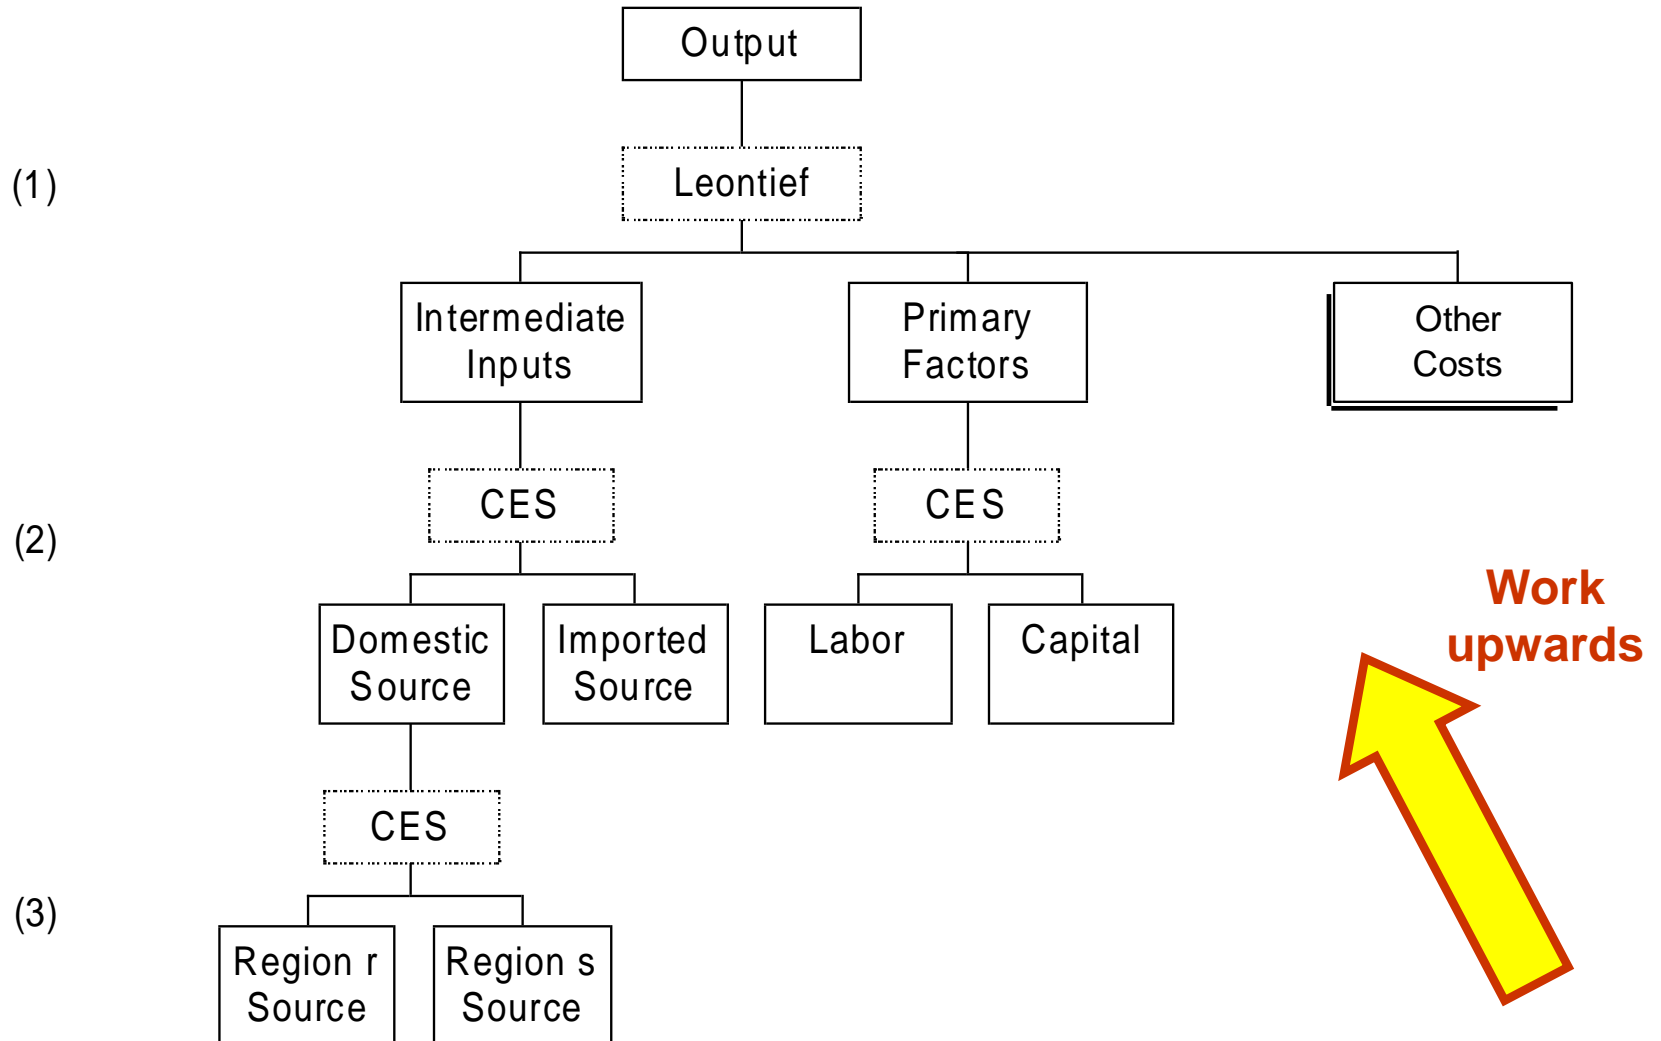 Output
(1)
Leontief
Intermediate
Inputs
Primary
Factors
Other
Costs
CES
CES
(2)
Domestic
Source
Imported
Source
Labor
Capital
Work
upwards
CES
(3)
Region r
Source
Region s
Source